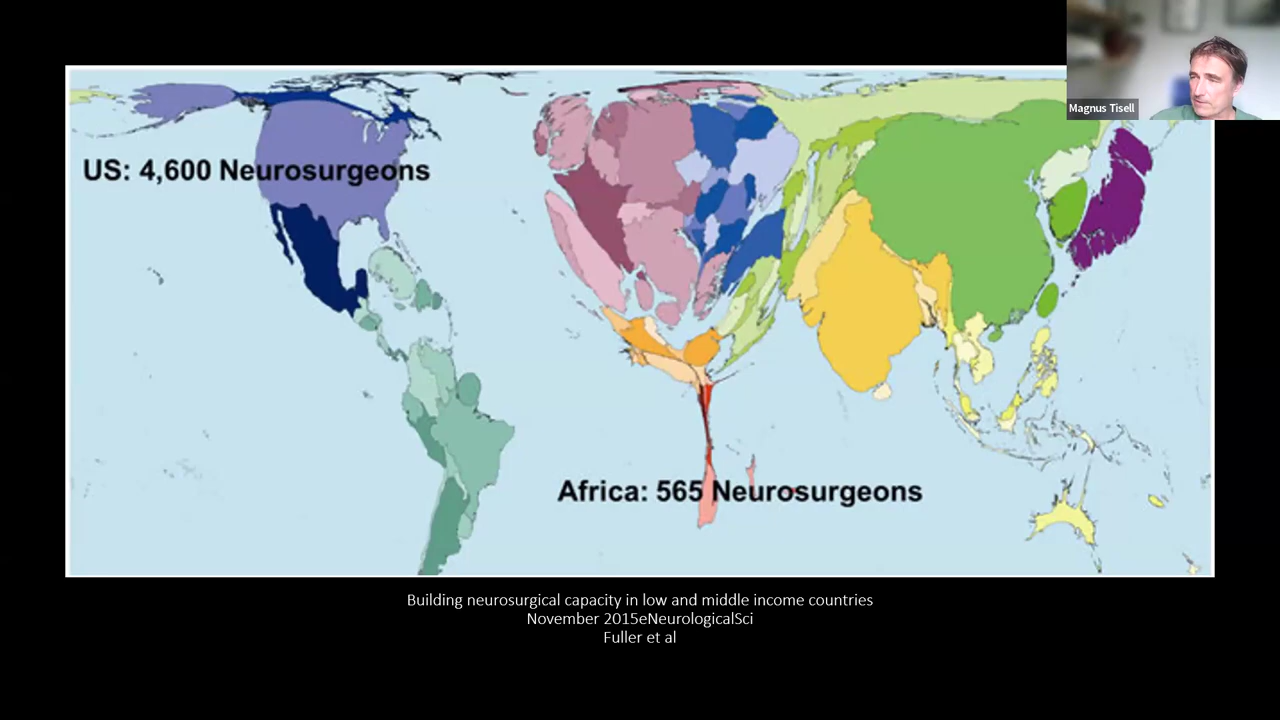 Magnus Tisell
US: 4,600 Neurosurgeons
Africa: 565 Neurosurgeons
Building neurosurgical capacity in low and middle income countries
November 2015eNeurologicalSci
Fuller et al